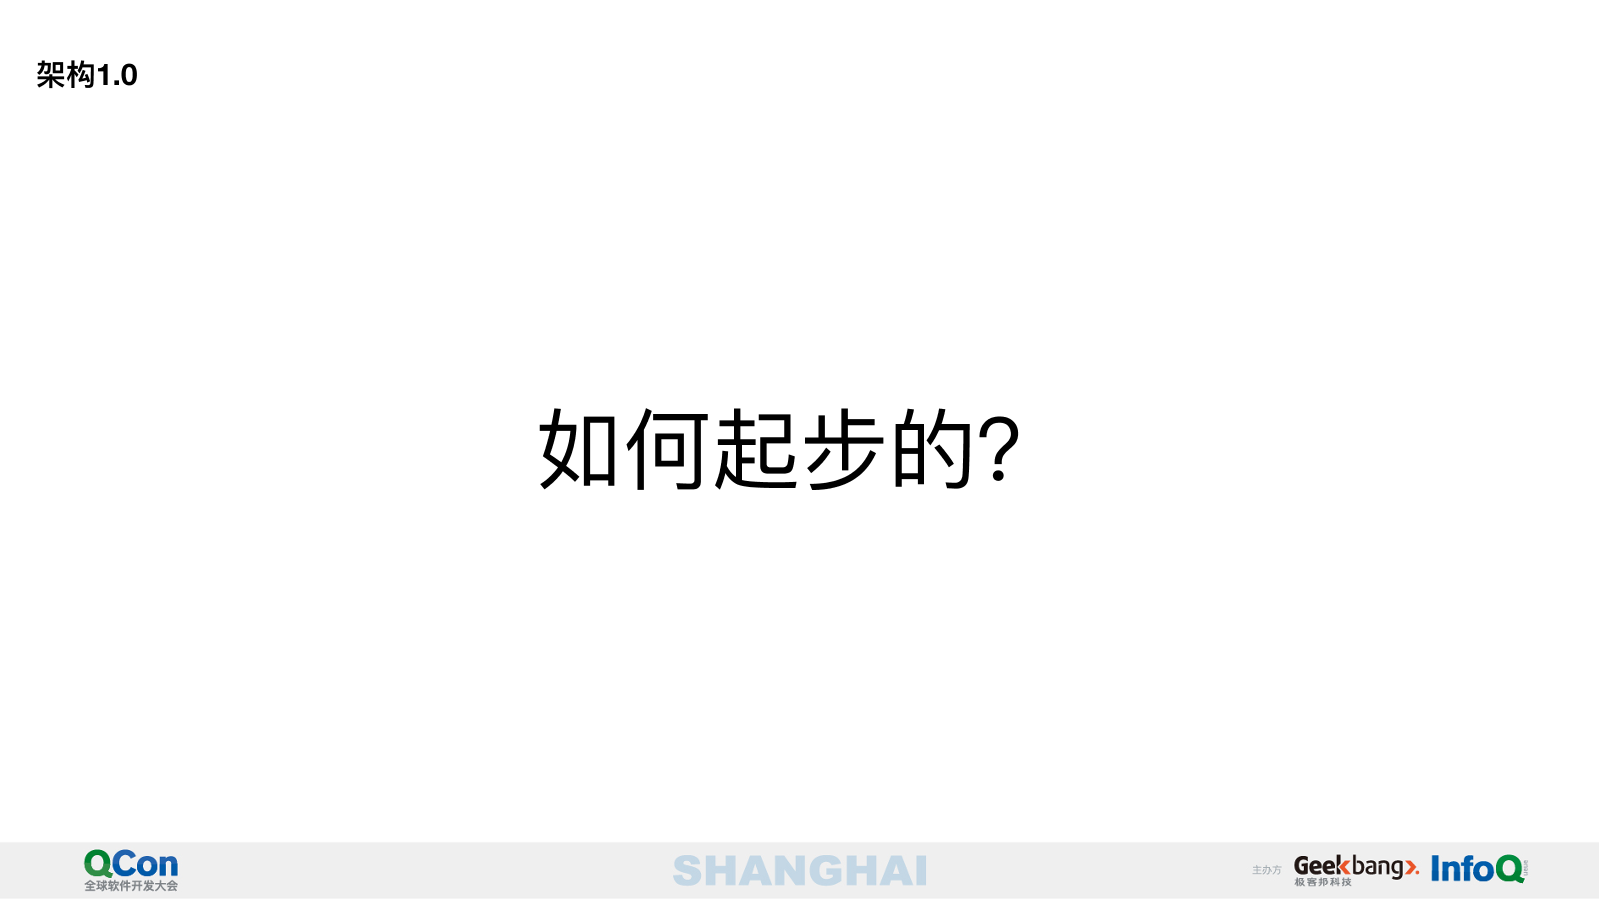 架构1.0
如何起步的?
QCon
全球软件开发大会
SHANGHAI
主办方
Geekbang
极客邦科技
InfoQ